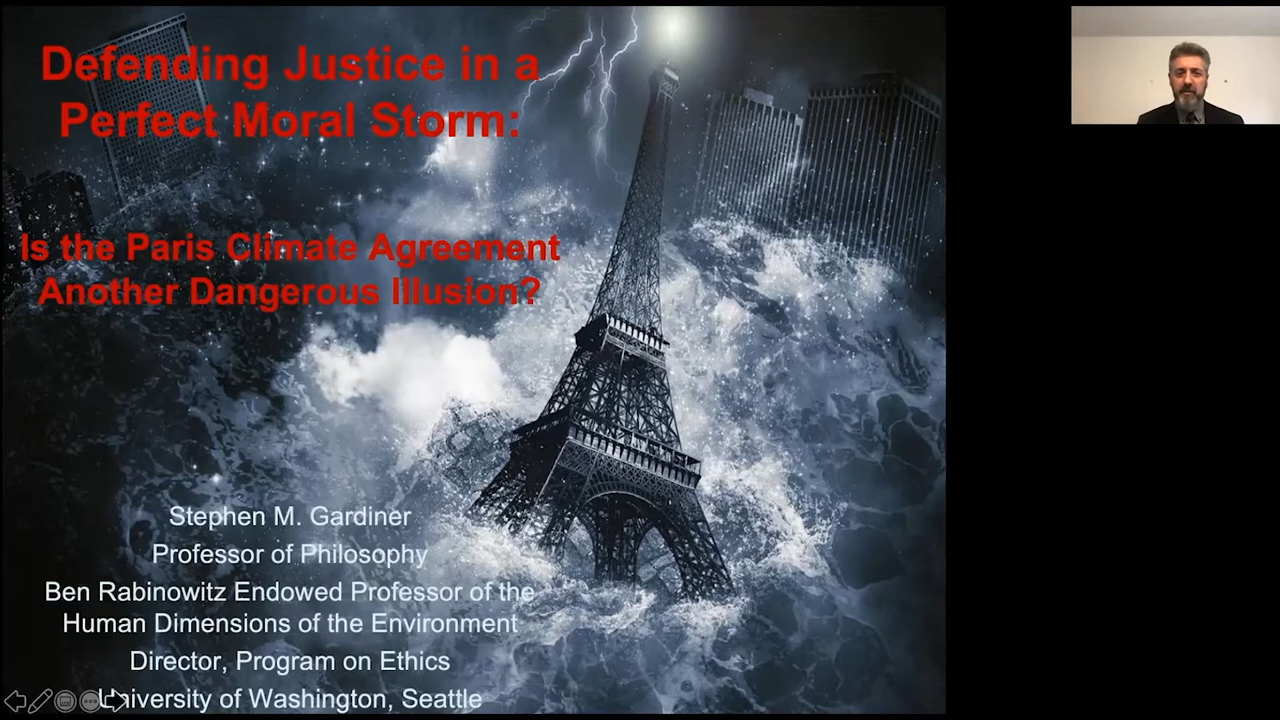 Defending Justice in a
Perfect Moral Storm:
Is the Paris Climate Agreement
Another Dangerous Illusion?
Stephen M. Gardiner
Professor of Philosophy
Ben Rabinowitz Endowed Professor of the
Human Dimensions of the Environment
Director, Program on Ethics
University of Washington, Seattle